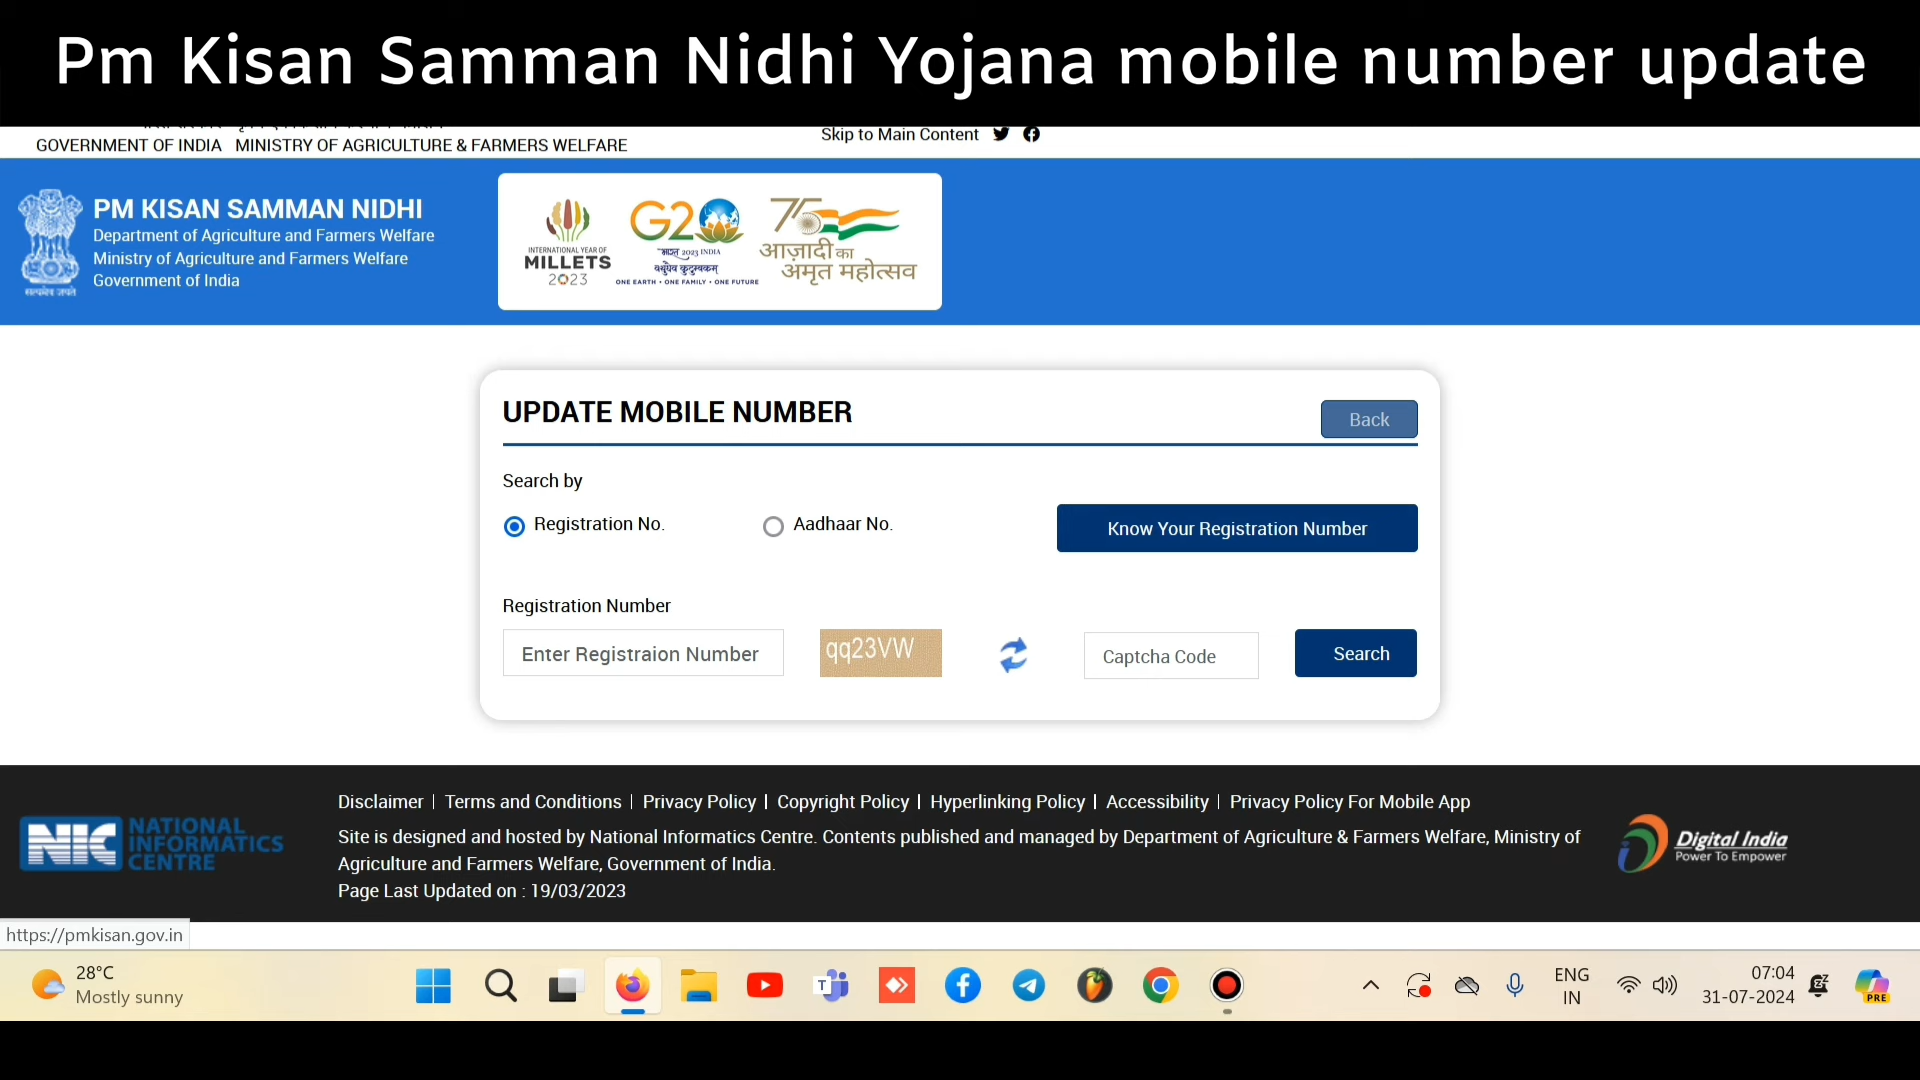 Pm Kisan Samman Nidhi Yojana mobile number update
GOVERNMENT OF INDIA MINISTRY OF AGRICULTURE & FARMERS WELFARE
Skip to Main Content
PM KISAN SAMMAN NIDHI
Department of Agriculture and Farmers Welfare
Ministry of Agriculture and Farmers Welfare
Government of India
सत्यमेव जयते
INTERNATIONAL YEAR OF
MILLETS
2023
G20
भारत 2023 INDIA
वसुधैव कुटुम्बकम्
ONE EARTH • ONE FAMILY • ONE FUTURE
75
आज़ादी का
अमृत महोत्सव
UPDATE MOBILE NUMBER
Back
Search by
Registration No.
Aadhaar No.
Know Your Registration Number
Registration Number
Enter Registraion Number
qq23VW
Captcha Code
Search
NIC
NATIONAL
INFORMATICS
CENTRE
Disclaimer | Terms and Conditions | Privacy Policy | Copyright Policy | Hyperlinking Policy | Accessibility | Privacy Policy For Mobile App
Site is designed and hosted by National Informatics Centre. Contents published and managed by Department of Agriculture & Farmers Welfare, Ministry of
Agriculture and Farmers Welfare, Government of India.
Page Last Updated on : 19/03/2023
Digital India
Power To Empower
https://pmkisan.gov.in
28°C
Mostly sunny
ENG
IN
07:04
31-07-2024
PRE